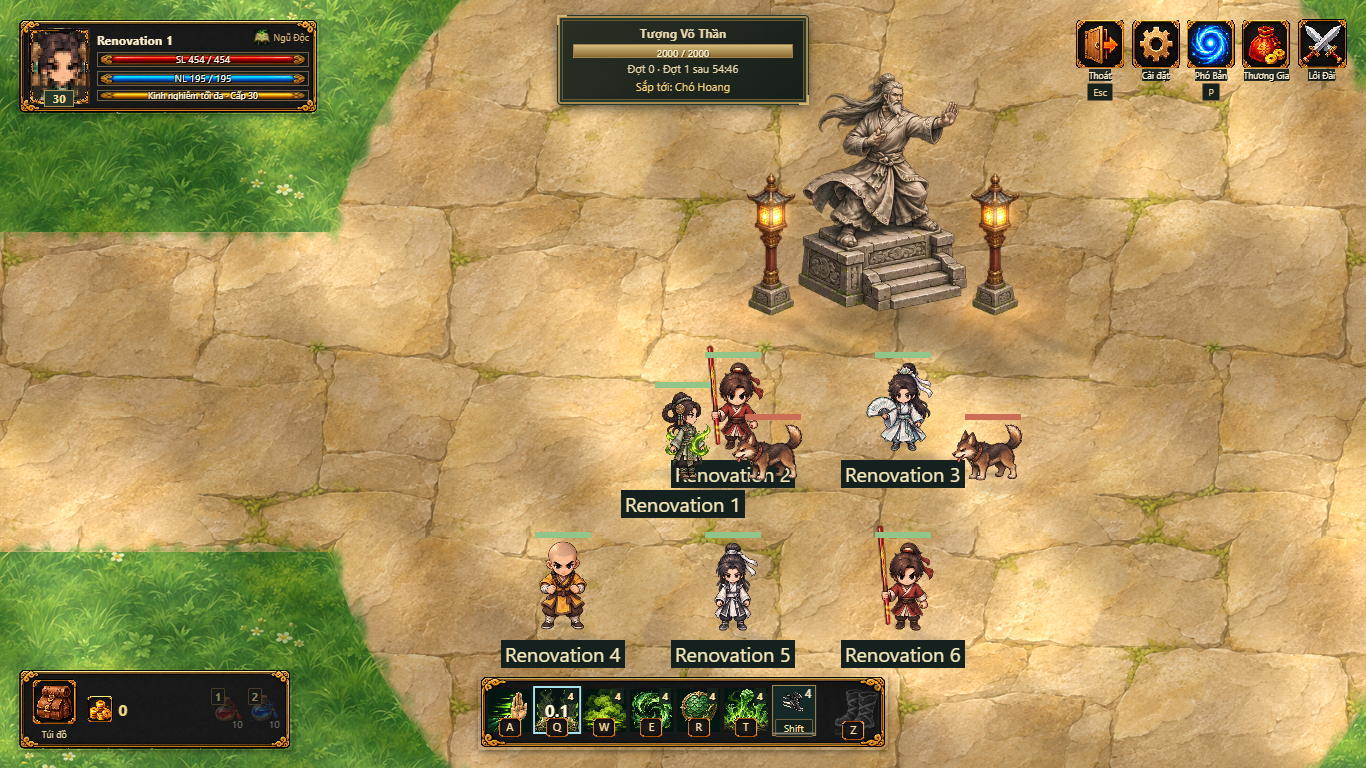 Renovation 1
Ngũ Độc
SL 454 / 454
NL 195 / 195
Kinh nghiệm tối đa - Cấp 30
30
Tượng Võ Thần
2000 / 2000
Đợt 0 · Đợt 1 sau 54:46
Sắp tới: Chó Hoang
Thoát
Cài đặt
Phó Bản
Thương Gia
Lôi Đài
Esc
P
Renovation 2
Renovation 3
Renovation 1
Renovation 4
Renovation 5
Renovation 6
Túi đồ
0
1
10
2
10
A
4
0.1
Q
4
W
4
E
4
R
4
T
4
Shift
Z